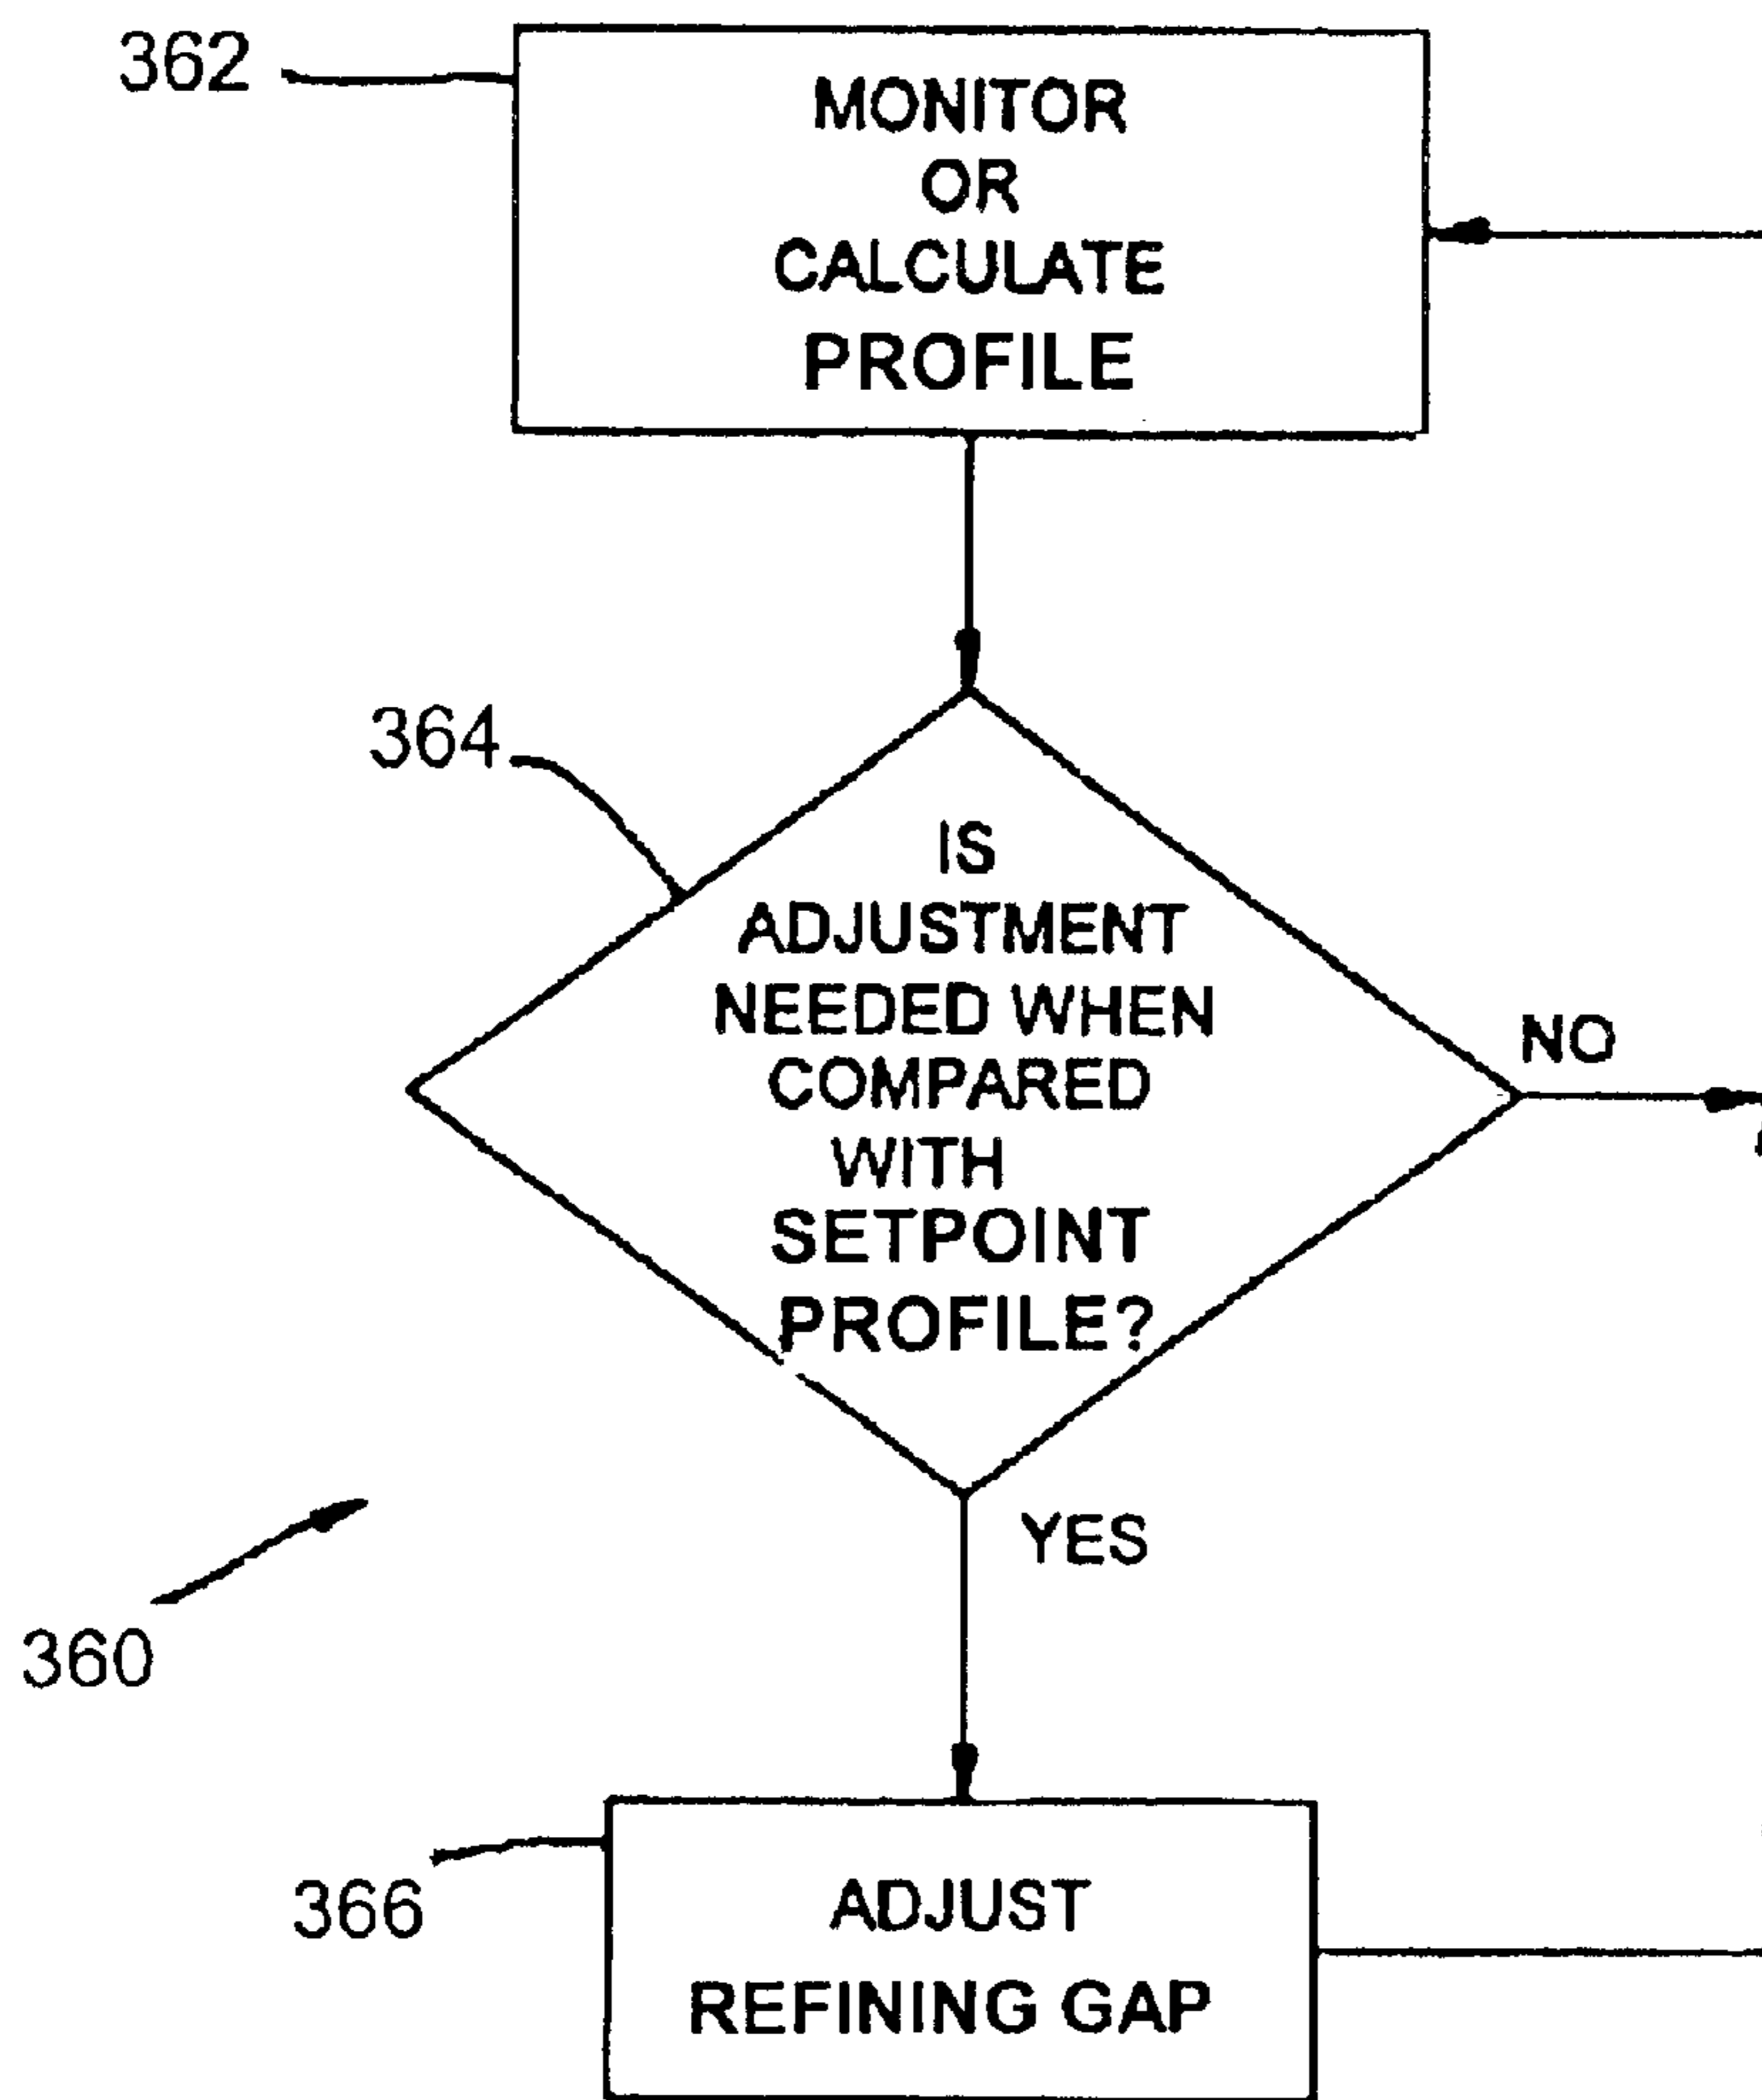 362
MONITOR
OR
CALCULATE
PROFILE
364
IS
ADJUSTMENT
NEEDED WHEN
COMPARED
WITH
SETPOINT
PROFILE?
NO
YES
360
366
ADJUST
REFINING GAP